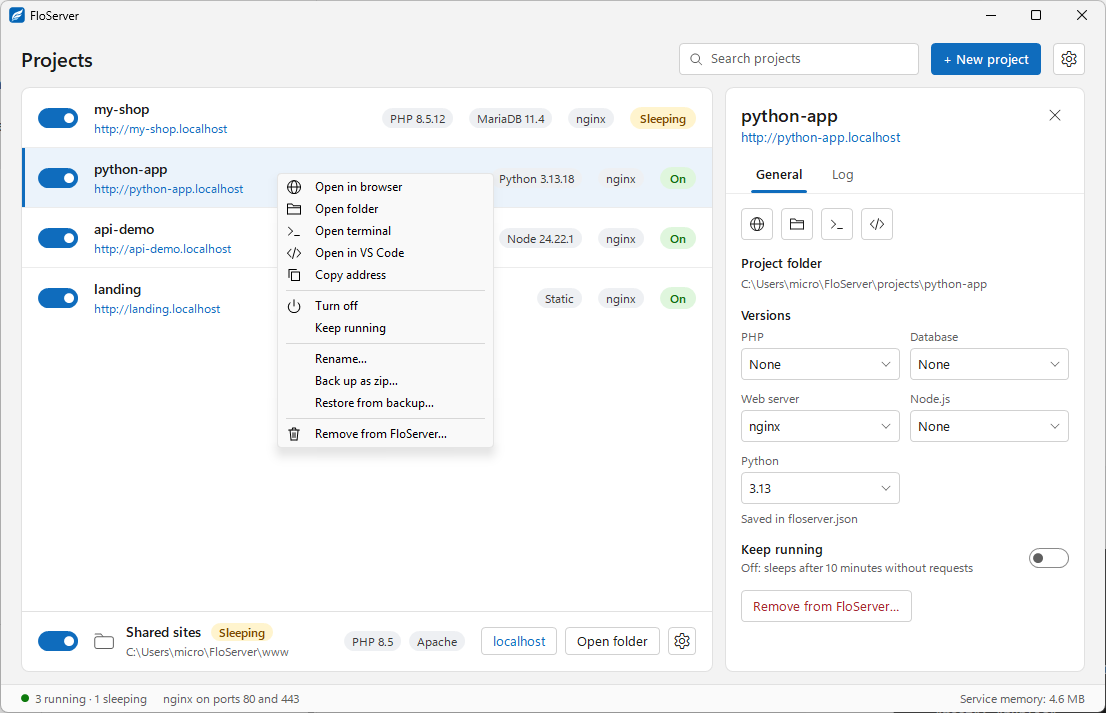 FloServer
Projects
Search projects
+ New project
my-shop
http://my-shop.localhost
PHP 8.5.12
MariaDB 11.4
nginx
Sleeping
python-app
http://python-app.localhost
Python 3.13.18
nginx
On
api-demo
http://api-demo.localhost
Node 24.22.1
nginx
On
landing
http://landing.localhost
Static
nginx
On
Open in browser
Open folder
Open terminal
Open in VS Code
Copy address
Turn off
Keep running
Rename...
Back up as zip...
Restore from backup...
Remove from FloServer...
Shared sites
Sleeping
C:\Users\micro\FloServer\www
PHP 8.5
Apache
localhost
Open folder
python-app
http://python-app.localhost
General
Log
Project folder
C:\Users\micro\FloServer\projects\python-app
Versions
PHP
Database
None
None
Web server
Node.js
nginx
None
Python
3.13
Saved in floserver.json
Keep running
Off: sleeps after 10 minutes without requests
Remove from FloServer...
3 running · 1 sleeping
nginx on ports 80 and 443
Service memory: 4.6 MB